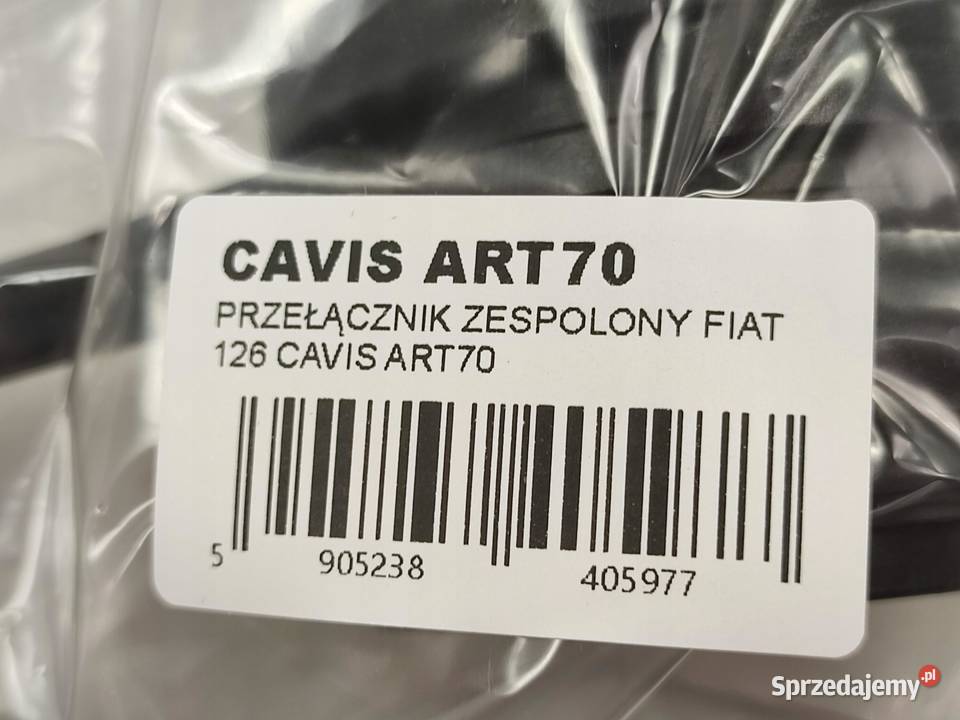 CAVIS ART70
PRZEŁĄCZNIK ZESPOLONY FIAT
126 CAVIS ART70
5 905238 405977
Sprzedajemy.pl